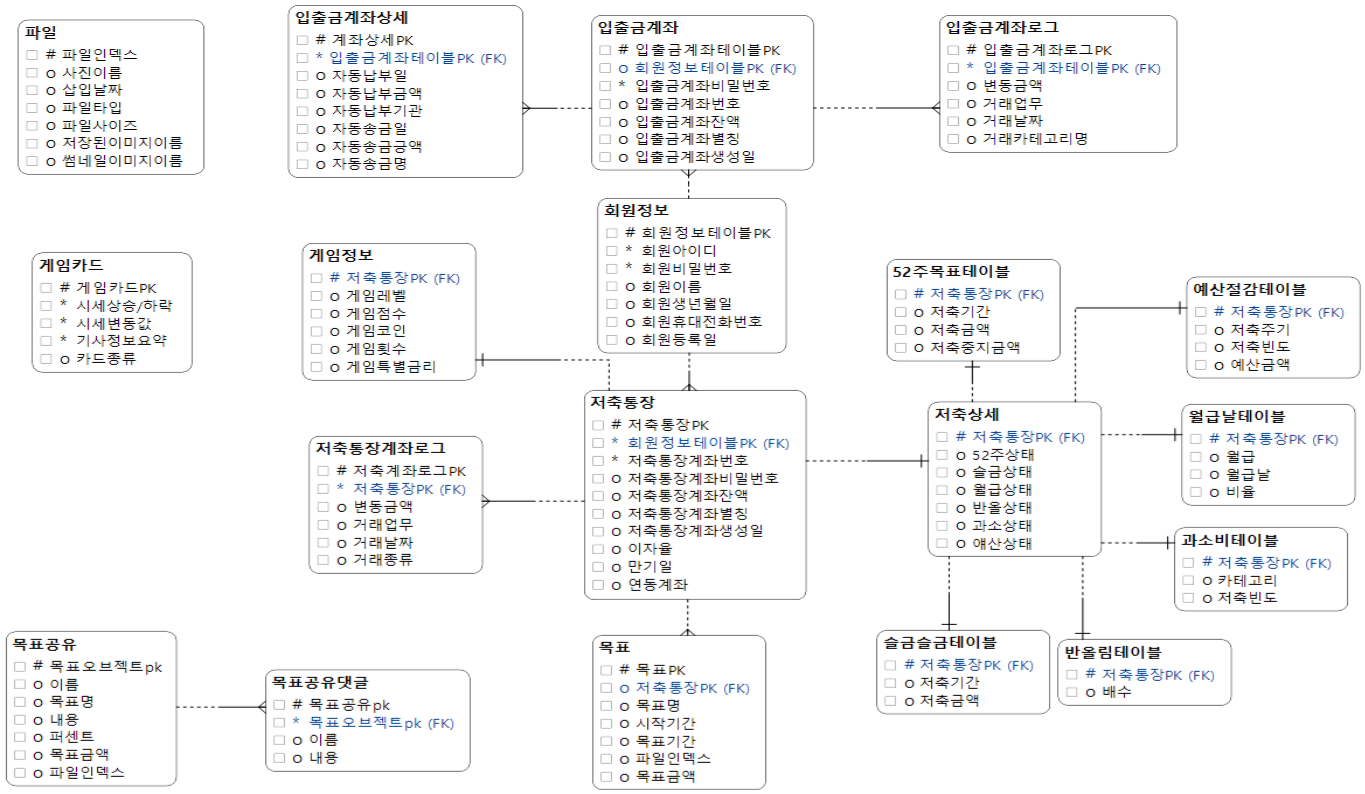 파일
# 파일인덱스
o 사진이름
o 삽입날짜
o 파일타입
o 파일사이즈
o 저장된이미지이름
o 썸네일이미지이름
입출금계좌상세
# 계좌상세PK
* 입출금계좌테이블PK (FK)
o 자동납부일
o 자동납부금액
o 자동납부기관
o 자동송금일
o 자동송금긍액
o 자동송금명
입출금계좌
# 입출금계좌테이블PK
o 회원정보테이블PK (FK)
* 입출금계좌비밀번호
o 입출금계좌번호
o 입출금계좌잔액
o 입출금계좌별칭
o 입출금계좌생성일
입출금계좌로그
# 입출금계좌로그PK
* 입출금계좌테이블PK (FK)
o 변동금액
o 거래업무
o 거래날짜
o 거래카테고리명
게임카드
# 게임카드PK
* 시세상승/하락
* 시세변동값
* 기사정보요약
o 카드종류
게임정보
# 저축통장PK (FK)
o 게임레벨
o 게임점수
o 게임코인
o 게임횟수
o 게임특별금리
회원정보
# 회원정보테이블PK
* 회원아이디
* 회원비밀번호
o 회원이름
o 회원생년월일
o 회원휴대전화번호
o 회원등록일
52주목표테이블
# 저축통장PK (FK)
o 저축기간
o 저축금액
o 저축중지금액
예산절감테이블
# 저축통장PK (FK)
o 저축주기
o 저축빈도
o 예산금액
저축통장계좌로그
# 저축계좌로그PK
* 저축통장PK (FK)
o 변동금액
o 거래업무
o 거래날짜
o 거래종류
저축통장
# 저축통장PK
* 회원정보테이블PK (FK)
* 저축통장계좌번호
o 저축통장계좌비밀번호
o 저축통장계좌잔액
o 저축통장계좌별칭
o 저축통장계좌생성일
o 이자율
o 만기일
o 연동계좌
저축상세
# 저축통장PK (FK)
o 52주상태
o 슬금상태
o 월급상태
o 반올상태
o 과소상태
o 얘산상태
월급날테이블
# 저축통장PK (FK)
o 월급
o 월급날
o 비율
과소비테이블
# 저축통장PK (FK)
o 카테고리
o 저축빈도
목표공유
# 목표오브젝트pk
o 이름
o 목표명
o 내용
o 퍼센트
o 목표금액
o 파일인덱스
목표공유댓글
# 목표공유pk
* 목표오브젝트pk (FK)
o 이름
o 내용
목표
# 목표PK
o 저축통장PK (FK)
o 목표명
o 시작기간
o 목표기간
o 파일인덱스
o 목표금액
슬금슬금테이블
# 저축통장PK (FK)
o 저축기간
o 저축금액
반올림테이블
# 저축통장PK (FK)
o 배수